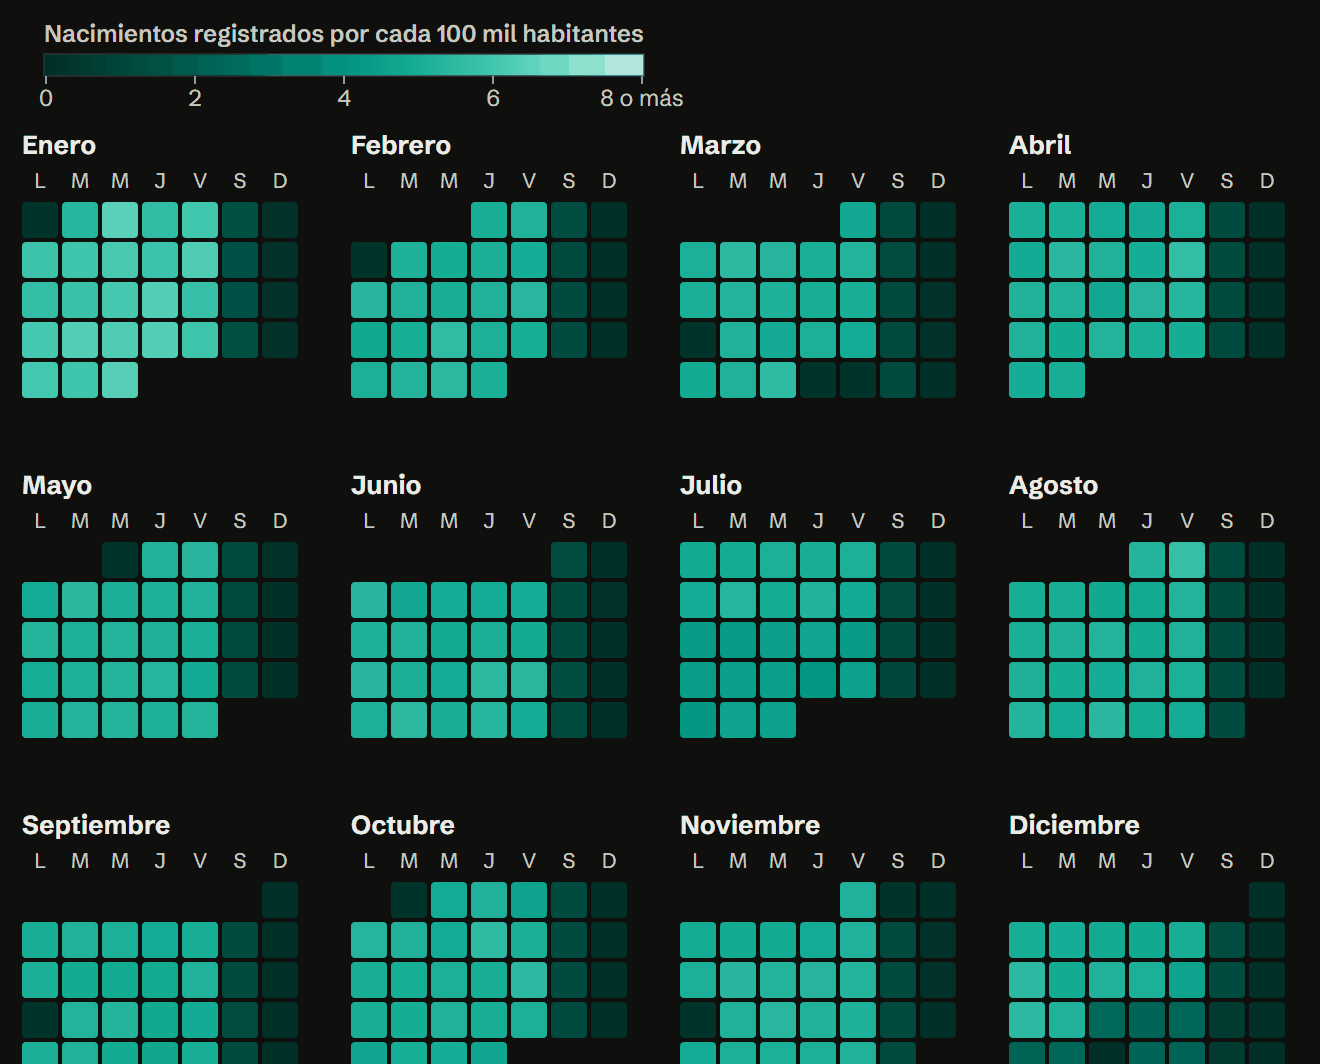 Nacimientos registrados por cada 100 mil habitantes
0 2 4 6 8 o más
Enero Febrero Marzo Abril
L M M J V S D L M M J V S D L M M J V S D L M M J V S D
Mayo Junio Julio Agosto
L M M J V S D L M M J V S D L M M J V S D L M M J V S D
Septiembre Octubre Noviembre Diciembre
L M M J V S D L M M J V S D L M M J V S D L M M J V S D